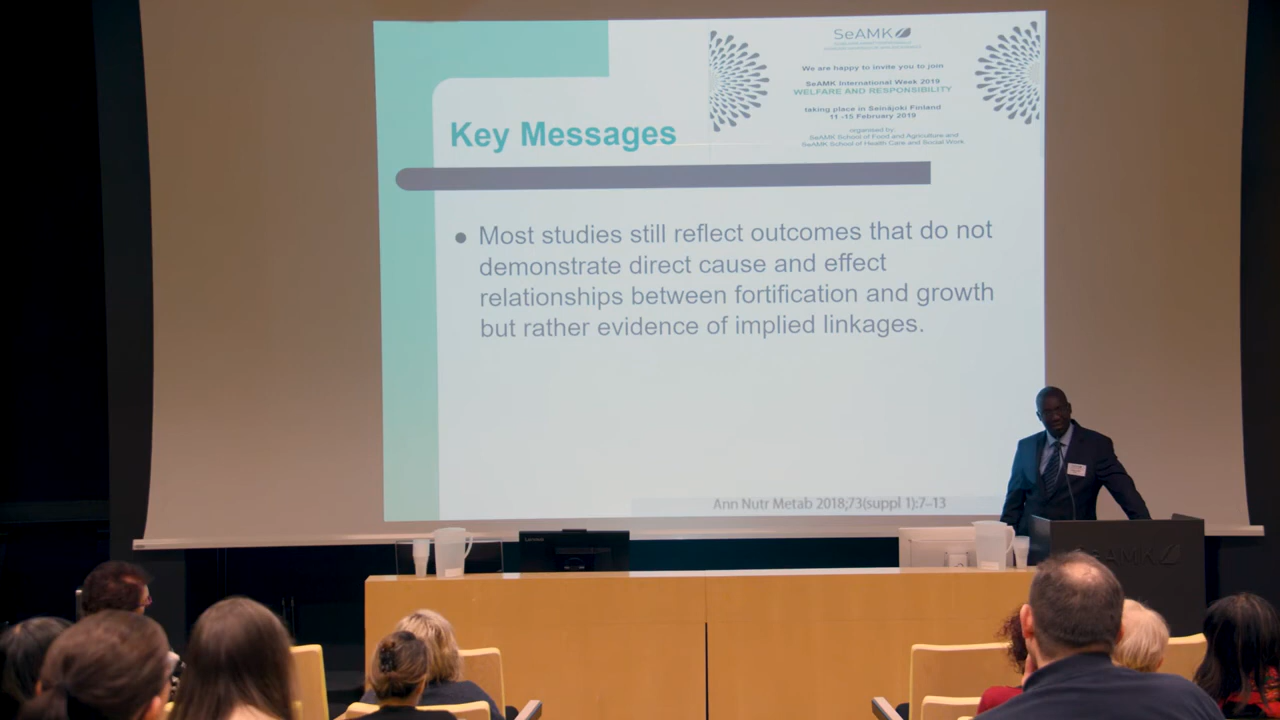 SeAMK
We are happy to invite you to join
SeAMK International Week 2019
WELFARE AND RESPONSIBILITY
taking place in Seinäjoki Finland
11 -15 February 2019
organised by
SeAMK School of Food and Agriculture and
SeAMK School of Health Care and Social Work
Key Messages
● Most studies still reflect outcomes that do not
demonstrate direct cause and effect
relationships between fortification and growth
but rather evidence of implied linkages.
Ann Nutr Metab 2018;73(suppl 1):7–13
Lenovo
SeAMK